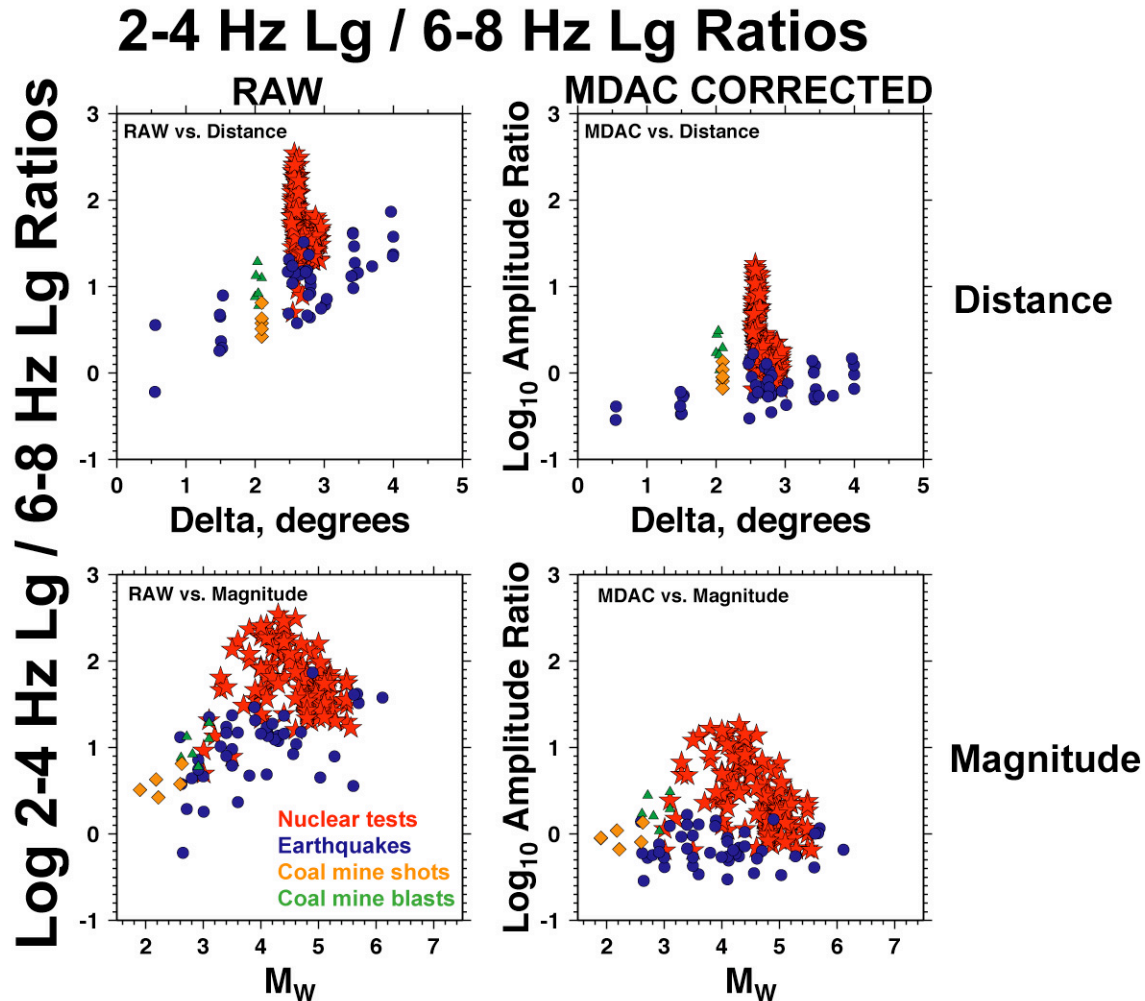 2-4 Hz Lg / 6-8 Hz Lg Ratios
RAW
MDAC CORRECTED
Log 2-4 Hz Lg / 6-8 Hz Lg Ratios
3
2
1
0
-1
RAW vs. Distance
0 1 2 3 4 5
Delta, degrees
Log10 Amplitude Ratio
3
2
1
0
-1
MDAC vs. Distance
0 1 2 3 4 5
Delta, degrees
Distance
3
2
1
0
-1
RAW vs. Magnitude
Nuclear tests
Earthquakes
Coal mine shots
Coal mine blasts
2 3 4 5 6 7
MW
Log10 Amplitude Ratio
3
2
1
0
-1
MDAC vs. Magnitude
2 3 4 5 6 7
MW
Magnitude